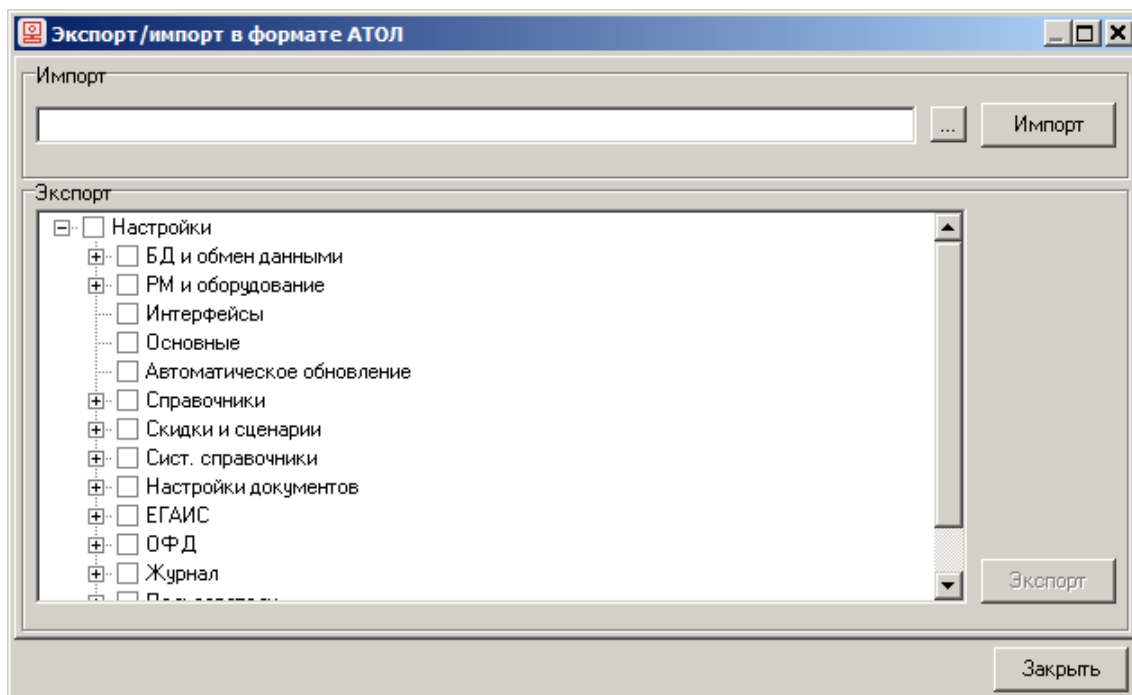 Экспорт/импорт в формате АТОЛ
Импорт
... Импорт
Экспорт
Настройки
БД и обмен данными
РМ и оборудование
Интерфейсы
Основные
Автоматическое обновление
Справочники
Скидки и сценарии
Сист. справочники
Настройки документов
ЕГАИС
ОФД
Журнал
Экспорт
Закрыть